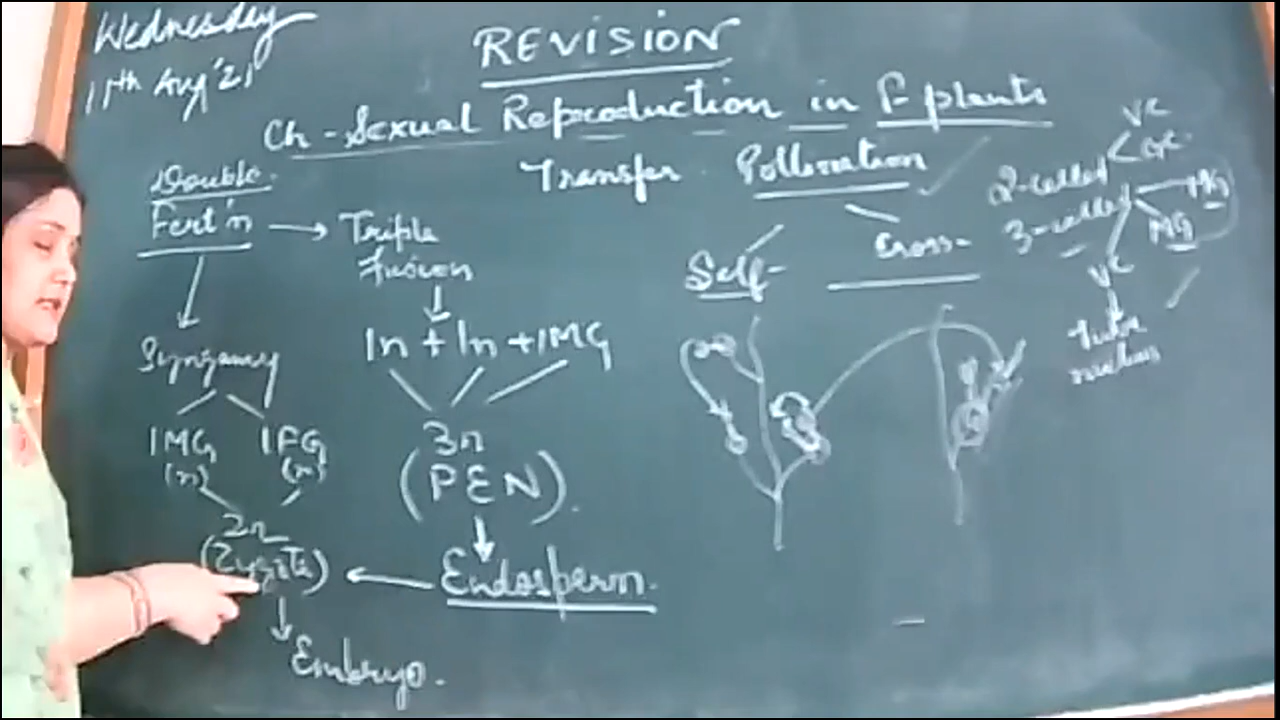 Wednesday
11th Aug '21
REVISION
Ch - Sexual Reproduction in F-plants
Transfer Pollination
Self-
Cross-
Double
Fert'n → Triple
fusion
1n + 1n + 1MG
3n
(PEN)
Endosperm.
Syngamy
1MG 1FG
(n) (n)
2n
(Zygote)
Embryo.
2-celled
VC
GC
3-celled
MG
MG
VC
Tube
nucleus